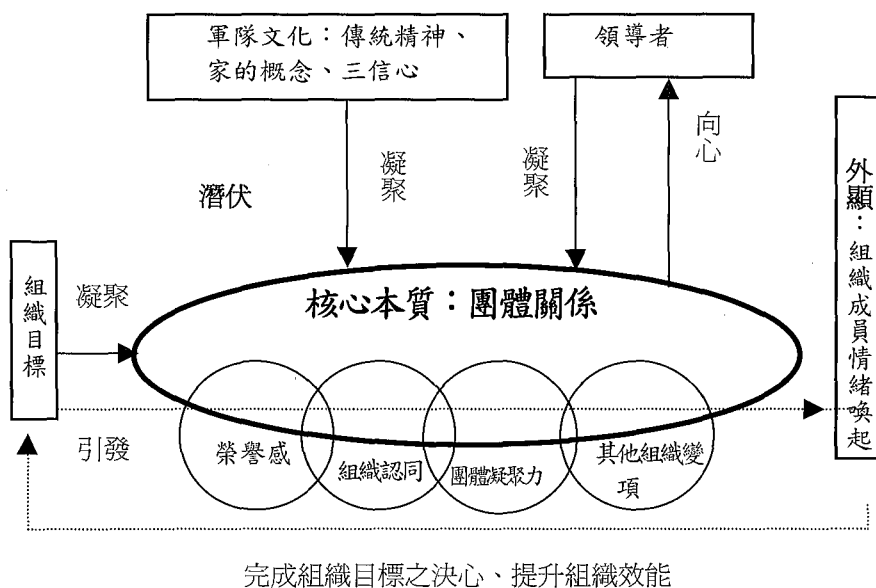 軍隊文化：傳統精神、
家的概念、三信心
領導者
凝聚
凝聚
向心
潛伏
外顯：組織成員情緒喚起
組織目標
凝聚
核心本質：團體關係
引發
榮譽感
組織認同
團體凝聚力
其他組織變
項
完成組織目標之決心、提升組織效能